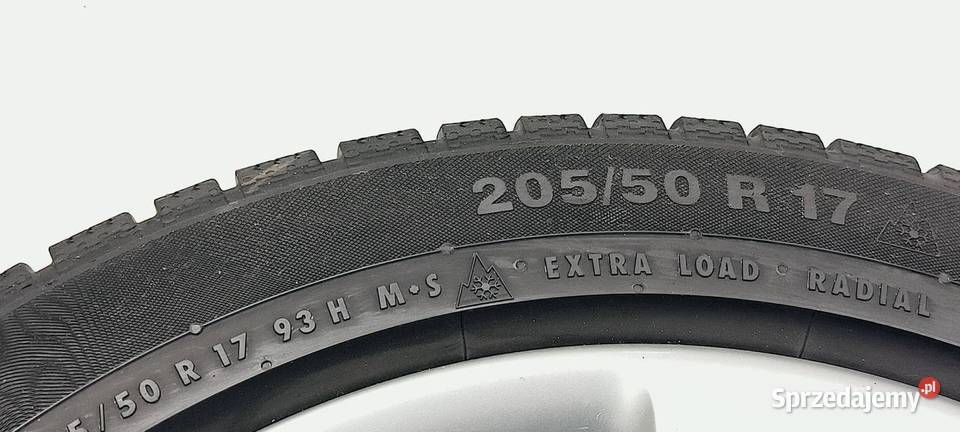 205/50 R 17
5/50 R 17 93 H M•S EXTRA LOAD RADIAL
Sprzedajemy.pl